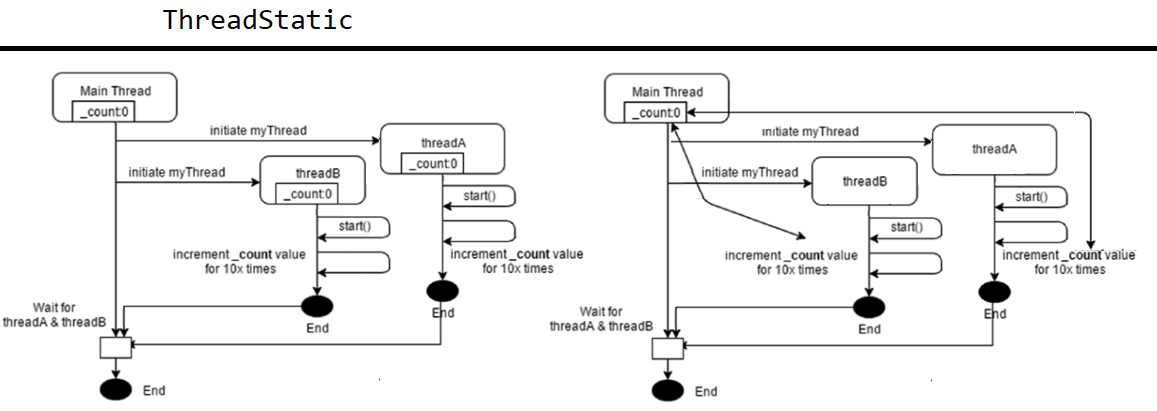 ThreadStatic
Main Thread
_count:0
initiate myThread
threadA
_count:0
initiate myThread
threadB
_count:0
start()
start()
increment _count value
for 10x times
increment _count value
for 10x times
Wait for
threadA & threadB
End
End
End
Main Thread
_count:0
initiate myThread
threadA
initiate myThread
threadB
start()
start()
increment _count value
for 10x times
increment _count value
for 10x times
Wait for
threadA & threadB
End
End
End